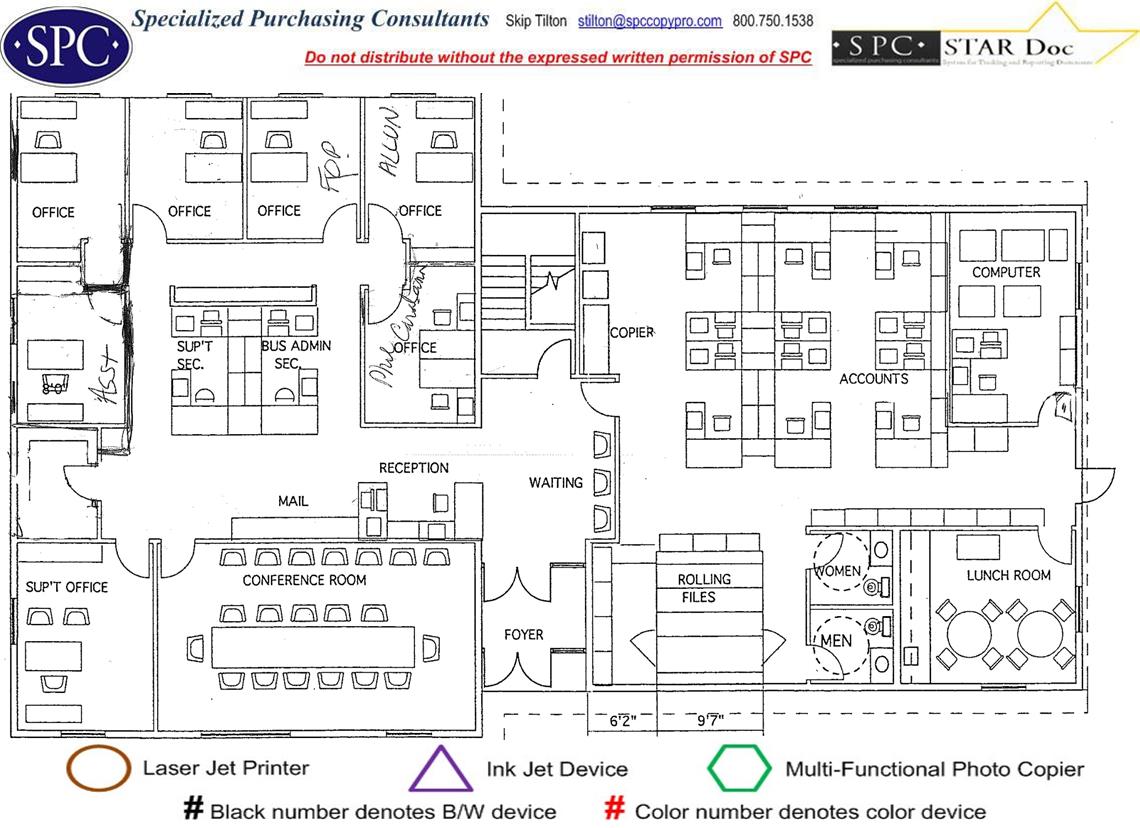 Specialized Purchasing Consultants Skip Tilton stilton@spccopypro.com 800.750.1538
·SPC·
Do not distribute without the expressed written permission of SPC
·SPC· STAR Doc
specialized purchasing consultants System for Tracking and Reporting Documents
FDP.
ALLON
OFFICE OFFICE OFFICE OFFICE
COMPUTER
SUP'T
SEC.
BUS ADMIN
SEC.
OFFICE
COPIER
ACCOUNTS
Asst
Phil
RECEPTION
MAIL
WAITING
SUP'T OFFICE
CONFERENCE ROOM
ROLLING
FILES
WOMEN
LUNCH ROOM
FOYER
MEN
6'2" 9'7"
Laser Jet Printer Ink Jet Device Multi-Functional Photo Copier
# Black number denotes B/W device # Color number denotes color device